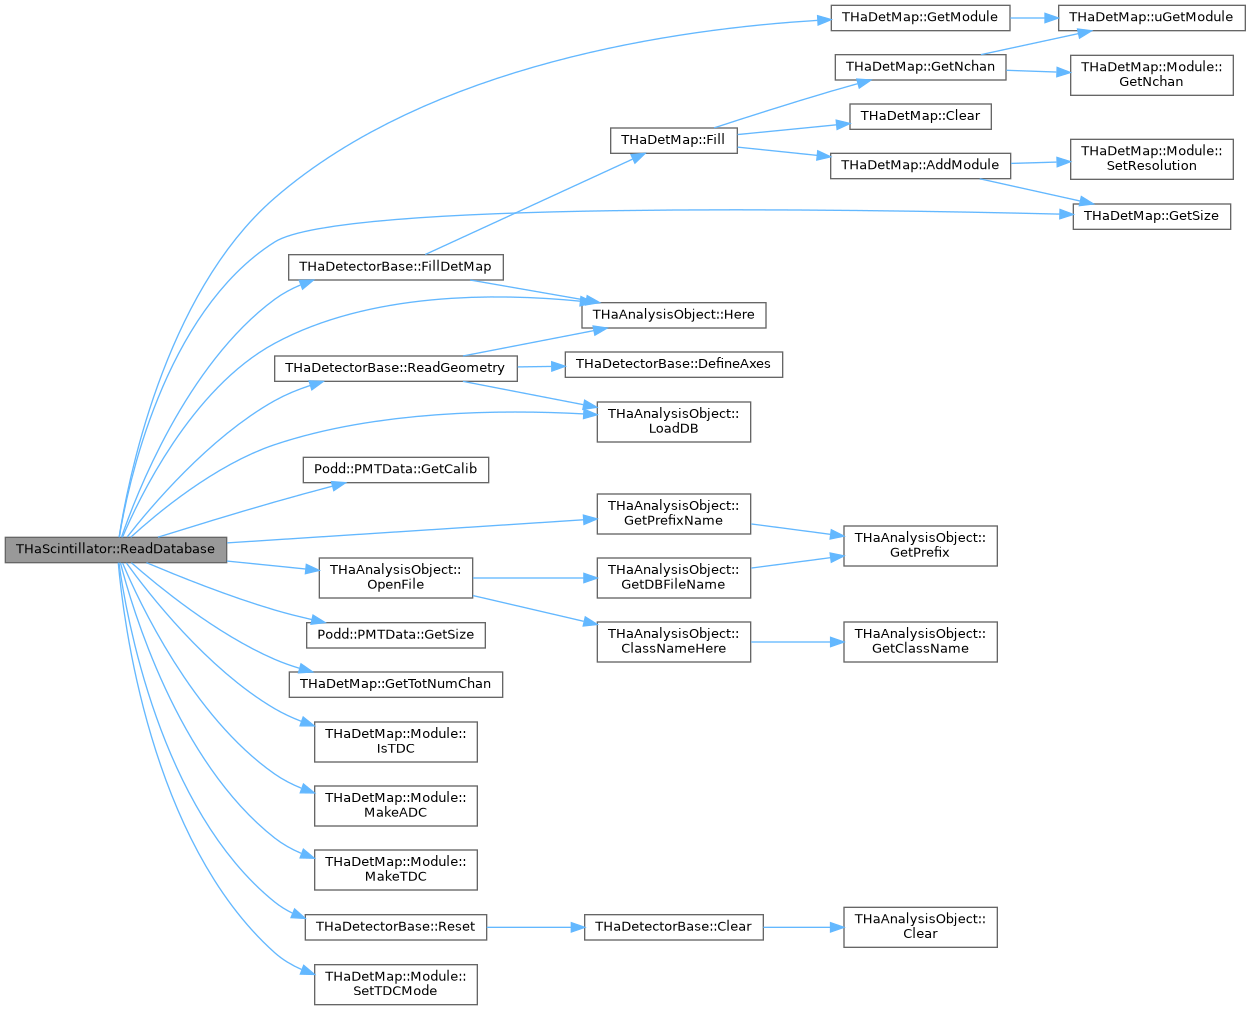 THaDetMap::GetModule
THaDetMap::uGetModule
THaDetMap::GetNchan
THaDetMap::Module::
GetNchan
THaDetMap::Clear
THaDetMap::Fill
THaDetMap::AddModule
THaDetMap::Module::
SetResolution
THaDetMap::GetSize
THaDetectorBase::FillDetMap
THaAnalysisObject::Here
THaDetectorBase::ReadGeometry
THaDetectorBase::DefineAxes
THaAnalysisObject::
LoadDB
Podd::PMTData::GetCalib
THaAnalysisObject::
GetPrefixName
THaAnalysisObject::
GetPrefix
THaScintillator::ReadDatabase
THaAnalysisObject::
OpenFile
THaAnalysisObject::
GetDBFileName
Podd::PMTData::GetSize
THaAnalysisObject::
ClassNameHere
THaAnalysisObject::
GetClassName
THaDetMap::GetTotNumChan
THaDetMap::Module::
IsTDC
THaDetMap::Module::
MakeADC
THaDetMap::Module::
MakeTDC
THaDetectorBase::Reset
THaDetectorBase::Clear
THaAnalysisObject::
Clear
THaDetMap::Module::
SetTDCMode